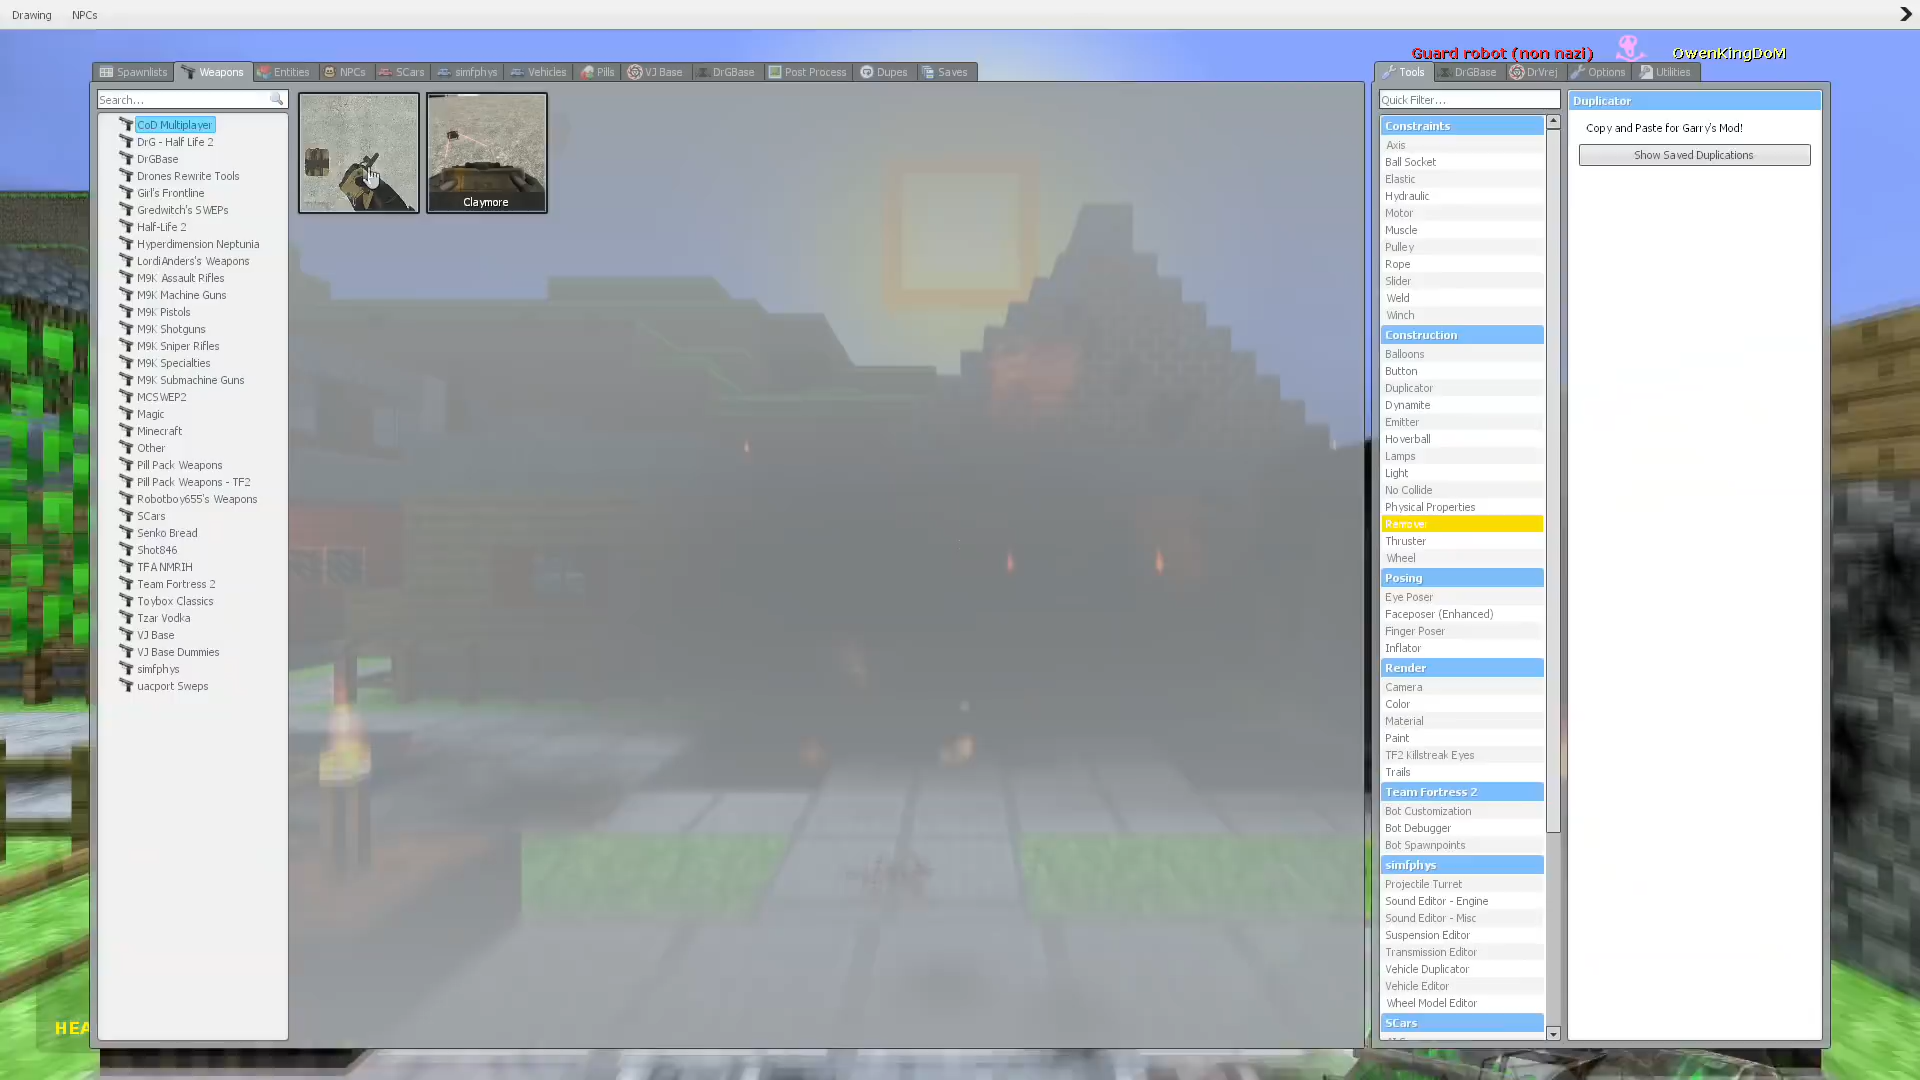 Drawing NPCs
Guard robot (non nazi) OwenKingDoM
Spawnlists Weapons Entities NPCs SCars simfphys Vehicles Pills VJ Base DrGBase Post Process Dupes Saves
Tools DrGBase DrVrej Options Utilities
Search...
CoD Multiplayer
DrG - Half Life 2
DrGBase
Drones Rewrite Tools
Girl's Frontline
Gredwitch's SWEPs
Half-Life 2
Hyperdimension Neptunia
LordiAnders's Weapons
M9K Assault Rifles
M9K Machine Guns
M9K Pistols
M9K Shotguns
M9K Sniper Rifles
M9K Specialties
M9K Submachine Guns
MCSWEP2
Magic
Minecraft
Other
Pill Pack Weapons
Pill Pack Weapons - TF2
Robotboy655's Weapons
SCars
Senko Bread
Shot846
TFA NMRIH
Team Fortress 2
Toybox Classics
Tzar Vodka
VJ Base
VJ Base Dummies
simfphys
uacport Sweps
Claymore
Quick Filter...
Constraints
Axis
Ball Socket
Elastic
Hydraulic
Motor
Muscle
Pulley
Rope
Slider
Weld
Winch
Construction
Balloons
Button
Duplicator
Dynamite
Emitter
Hoverball
Lamps
Light
No Collide
Physical Properties
Remover
Thruster
Wheel
Posing
Eye Poser
Faceposer (Enhanced)
Finger Poser
Inflator
Render
Camera
Color
Material
Paint
TF2 Killstreak Eyes
Trails
Team Fortress 2
Bot Customization
Bot Debugger
Bot Spawnpoints
simfphys
Projectile Turret
Sound Editor - Engine
Sound Editor - Misc
Suspension Editor
Transmission Editor
Vehicle Duplicator
Vehicle Editor
Wheel Model Editor
SCars
Duplicator
Copy and Paste for Garry's Mod!
Show Saved Duplications
HEA